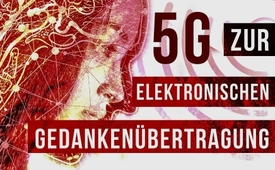 5G ZUR
ELEKTRONISCHEN
GEDANKENÜBERTRAGUNG